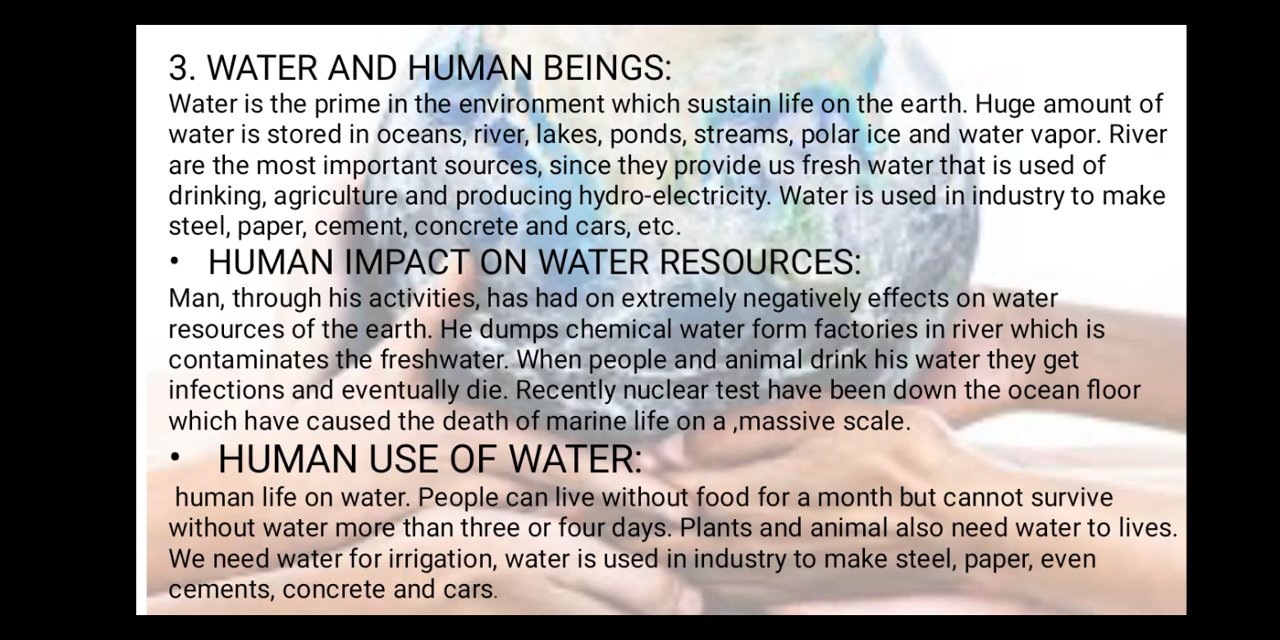 3. WATER AND HUMAN BEINGS:
Water is the prime in the environment which sustain life on the earth. Huge amount of
water is stored in oceans, river, lakes, ponds, streams, polar ice and water vapor. River
are the most important sources, since they provide us fresh water that is used of
drinking, agriculture and producing hydro-electricity. Water is used in industry to make
steel, paper, cement, concrete and cars, etc.
• HUMAN IMPACT ON WATER RESOURCES:
Man, through his activities, has had on extremely negatively effects on water
resources of the earth. He dumps chemical water form factories in river which is
contaminates the freshwater. When people and animal drink his water they get
infections and eventually die. Recently nuclear test have been down the ocean floor
which have caused the death of marine life on a ,massive scale.
• HUMAN USE OF WATER:
human life on water. People can live without food for a month but cannot survive
without water more than three or four days. Plants and animal also need water to lives.
We need water for irrigation, water is used in industry to make steel, paper, even
cements, concrete and cars.